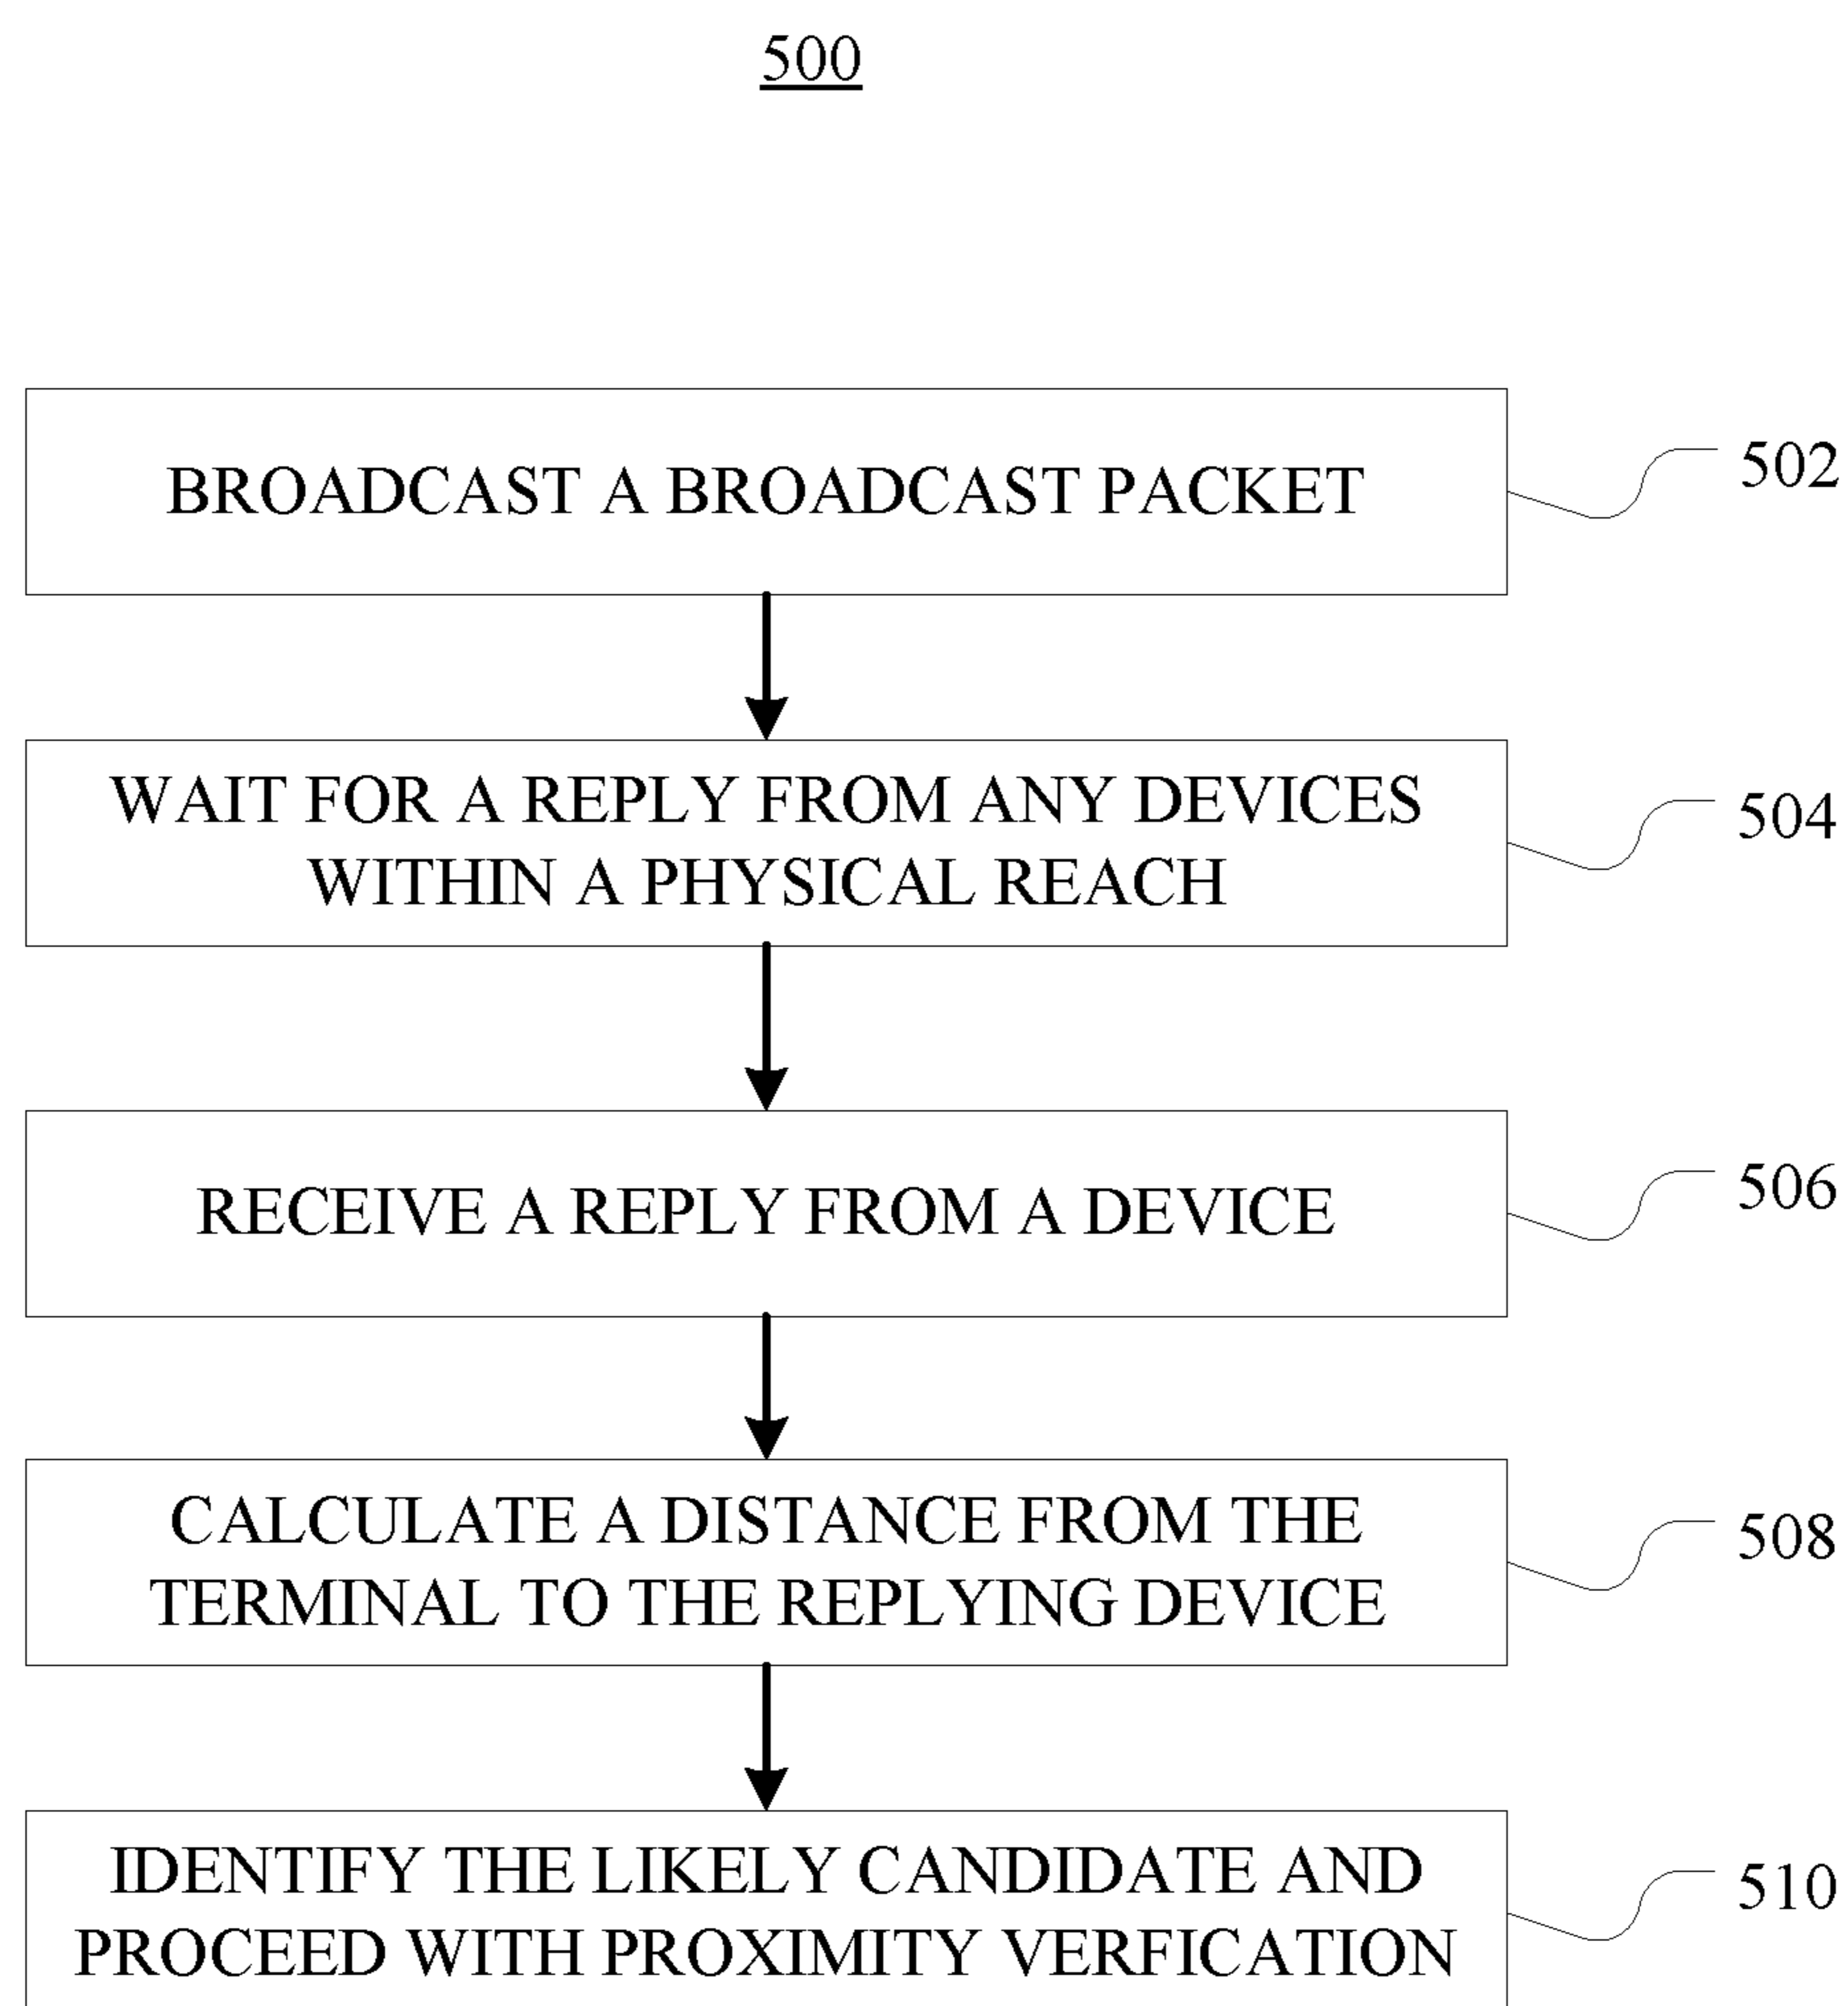 500
BROADCAST A BROADCAST PACKET
502
WAIT FOR A REPLY FROM ANY DEVICES
WITHIN A PHYSICAL REACH
504
RECEIVE A REPLY FROM A DEVICE
506
CALCULATE A DISTANCE FROM THE
TERMINAL TO THE REPLYING DEVICE
508
IDENTIFY THE LIKELY CANDIDATE AND
PROCEED WITH PROXIMITY VERFICATION
510